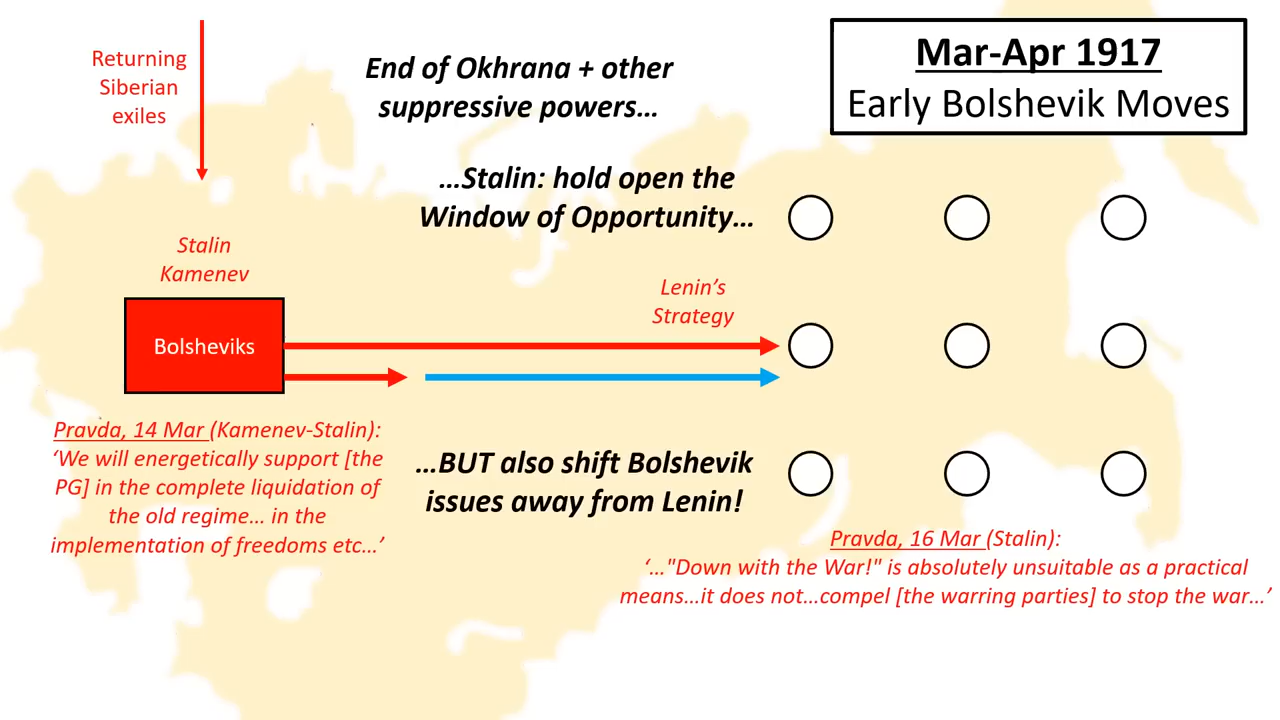 Returning
Siberian
exiles
End of Okhrana + other
suppressive powers…
Mar-Apr 1917
Early Bolshevik Moves
…Stalin: hold open the
Window of Opportunity…
Stalin
Kamenev
Lenin’s
Strategy
Bolsheviks
Pravda, 14 Mar (Kamenev-Stalin):
‘We will energetically support [the
PG] in the complete liquidation of
the old regime… in the
implementation of freedoms etc…’
…BUT also shift Bolshevik
issues away from Lenin!
Pravda, 16 Mar (Stalin):
‘…"Down with the War!" is absolutely unsuitable as a practical
means…it does not…compel [the warring parties] to stop the war…’